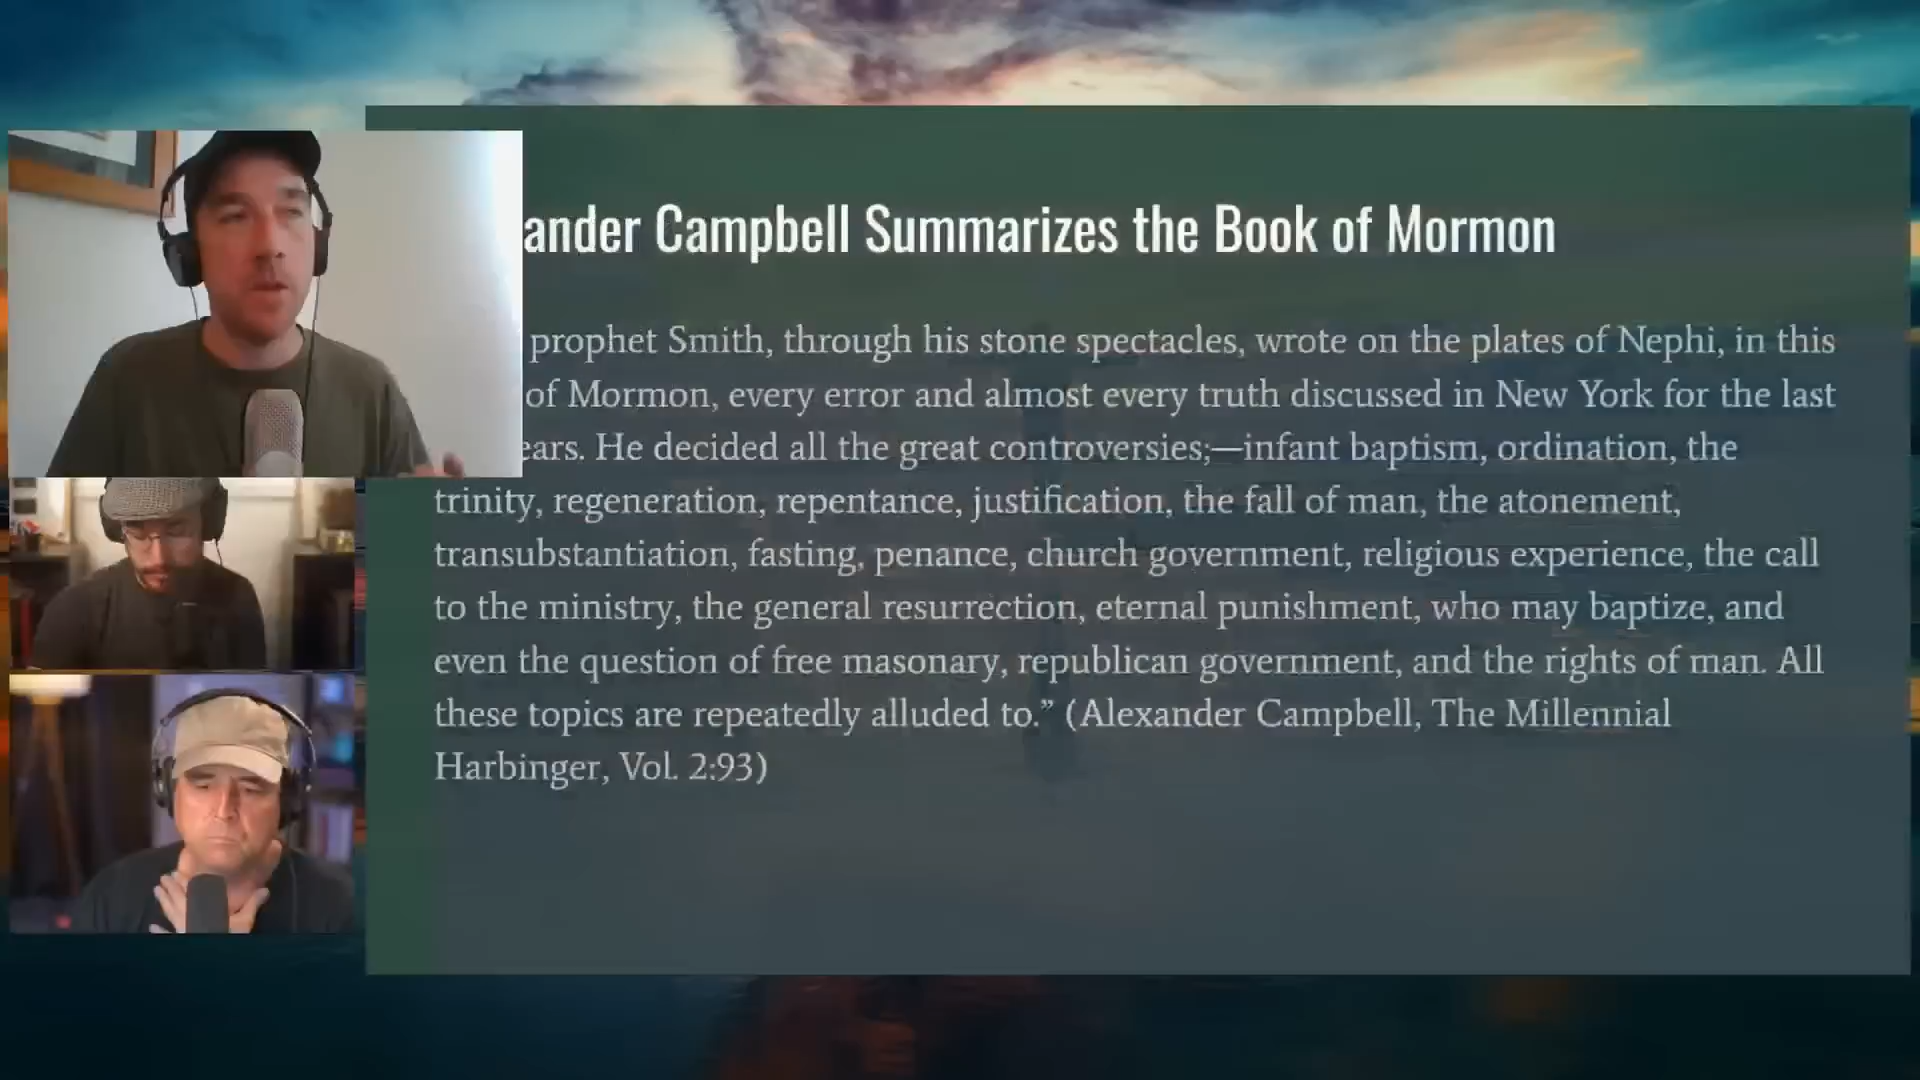 ander Campbell Summarizes the Book of Mormon
prophet Smith, through his stone spectacles, wrote on the plates of Nephi, in this
of Mormon, every error and almost every truth discussed in New York for the last
ears. He decided all the great controversies;—infant baptism, ordination, the
trinity, regeneration, repentance, justification, the fall of man, the atonement,
transubstantiation, fasting, penance, church government, religious experience, the call
to the ministry, the general resurrection, eternal punishment, who may baptize, and
even the question of free masonary, republican government, and the rights of man. All
these topics are repeatedly alluded to.” (Alexander Campbell, The Millennial
Harbinger, Vol. 2:93)